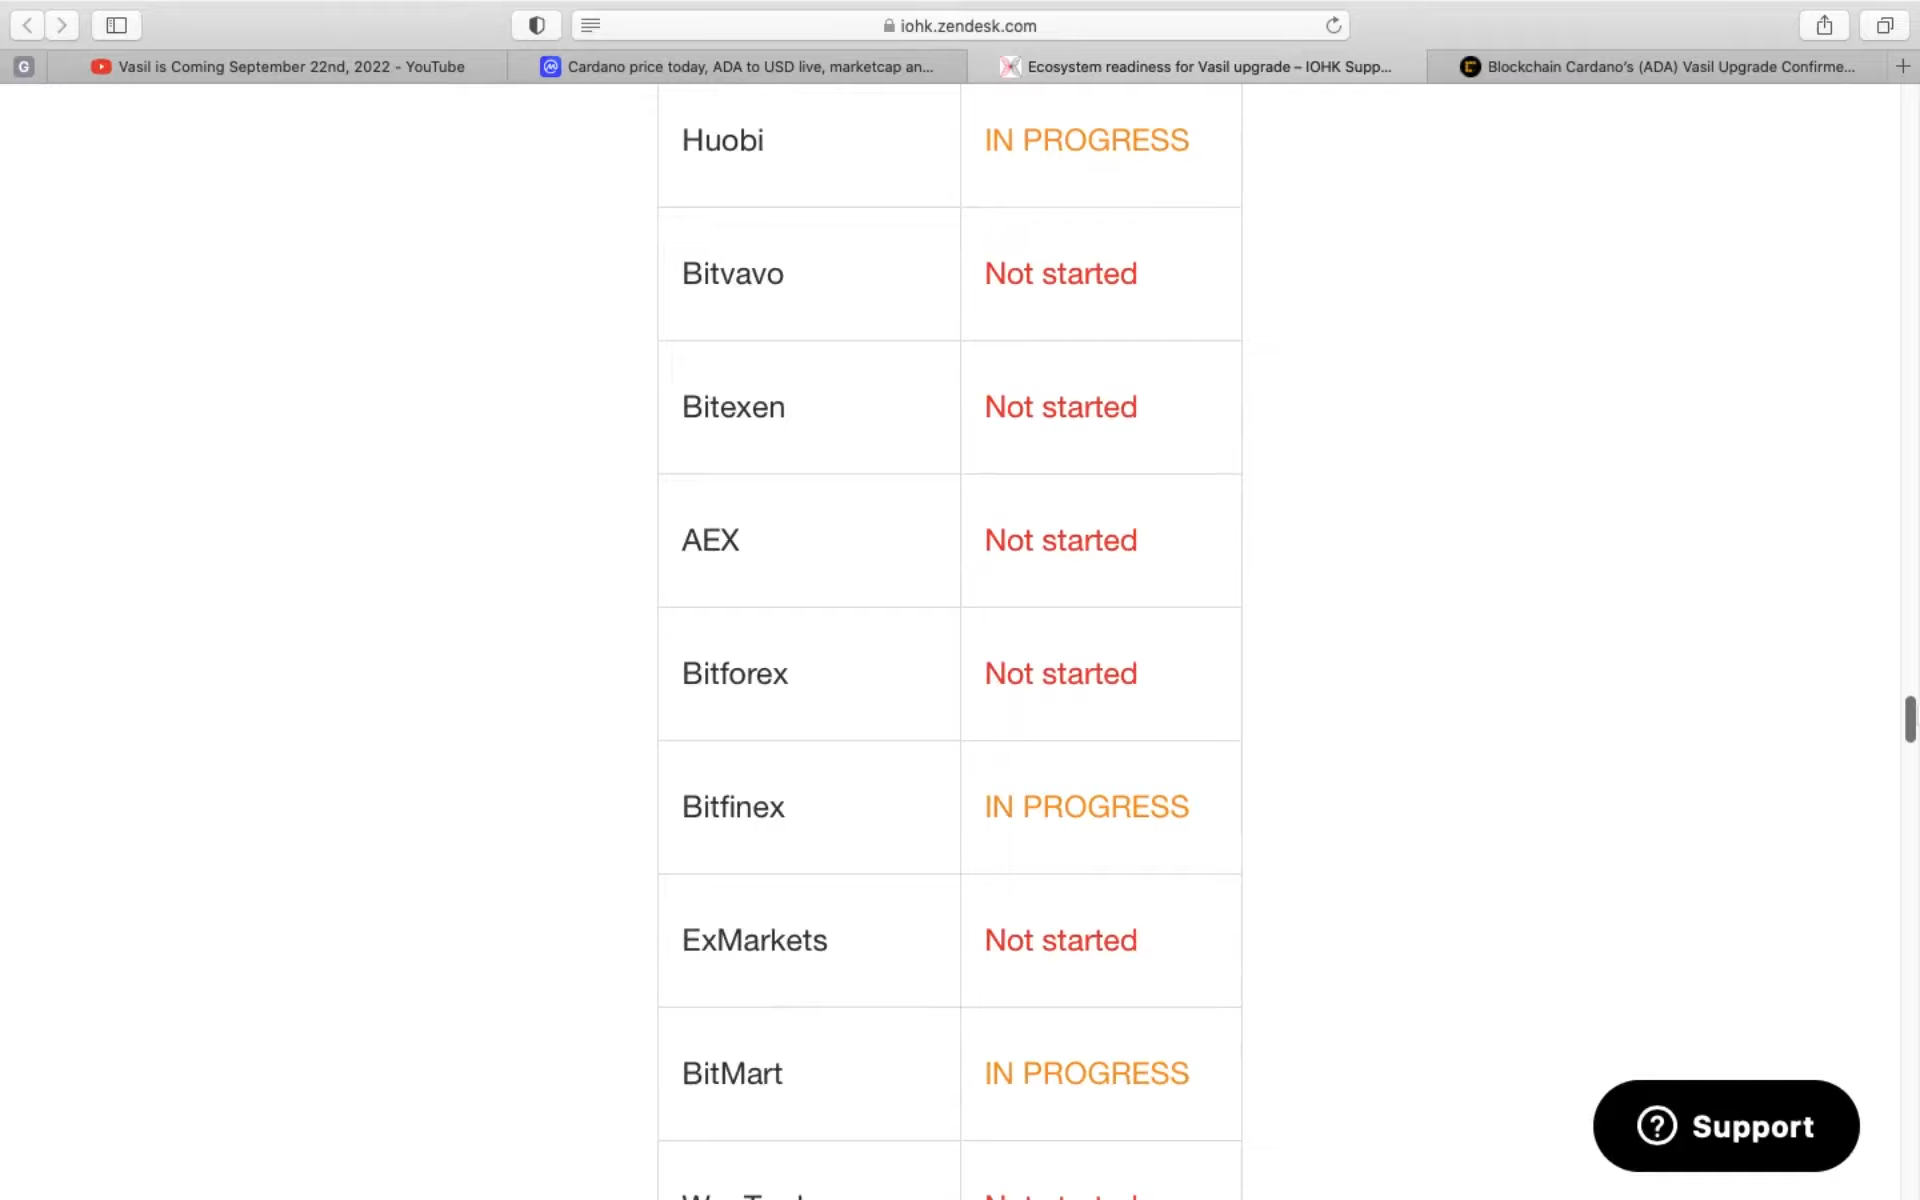 iohk.zendesk.com
G
Vasil is Coming September 22nd, 2022 - YouTube
Cardano price today, ADA to USD live, marketcap an...
Ecosystem readiness for Vasil upgrade – IOHK Supp...
Blockchain Cardano's (ADA) Vasil Upgrade Confirme...
Huobi IN PROGRESS
Bitvavo Not started
Bitexen Not started
AEX Not started
Bitforex Not started
Bitfinex IN PROGRESS
ExMarkets Not started
BitMart IN PROGRESS
Not started
Support